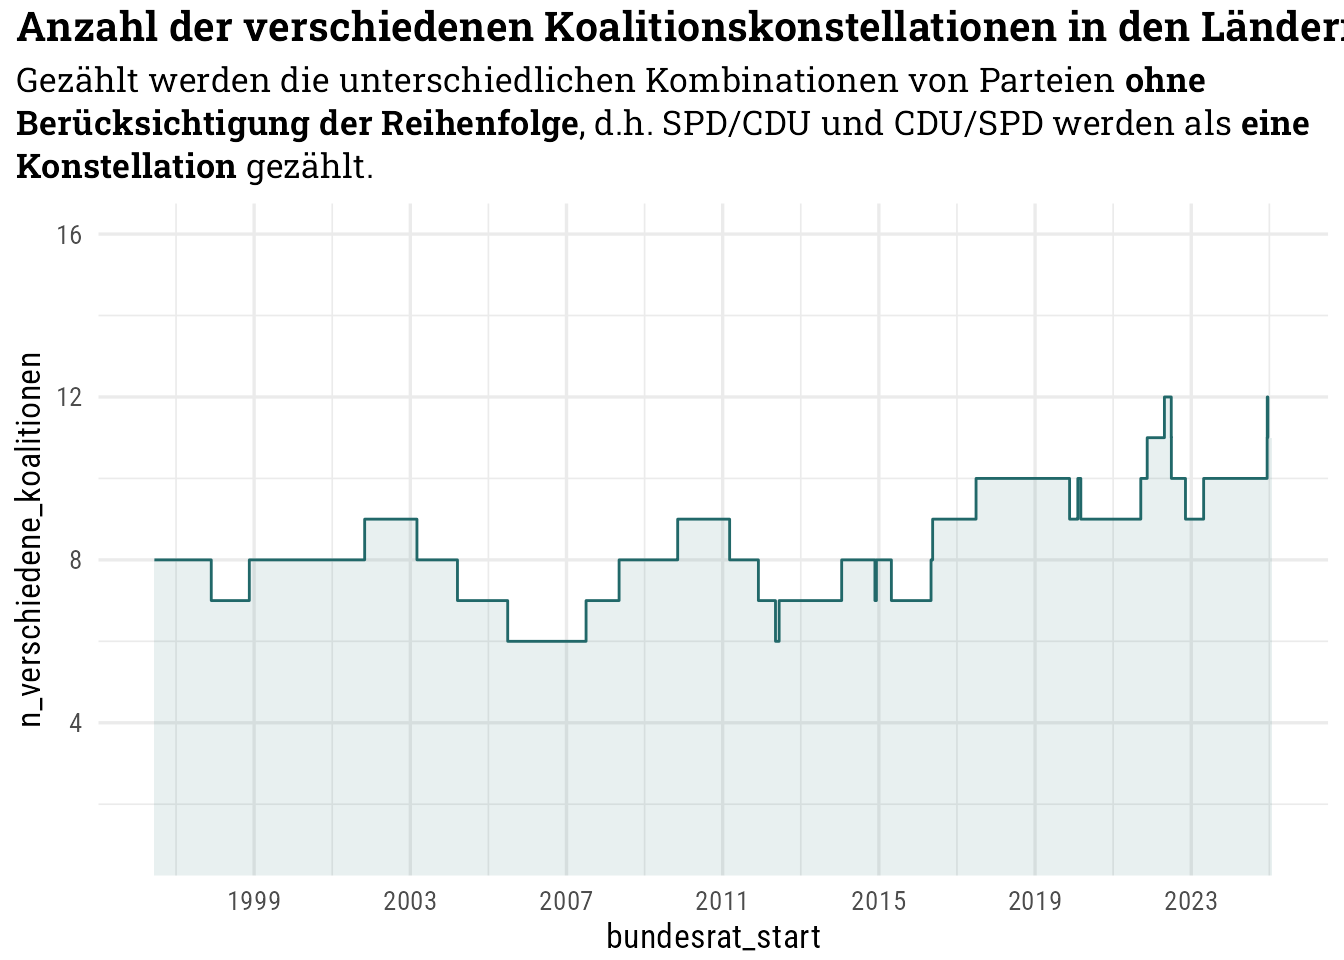 Anzahl der verschiedenen Koalitionskonstellationen in den Länder
Gezählt werden die unterschiedlichen Kombinationen von Parteien ohne
Berücksichtigung der Reihenfolge, d.h. SPD/CDU und CDU/SPD werden als eine
Konstellation gezählt.
16
12
8
4
n_verschiedene_koalitionen
1999 2003 2007 2011 2015 2019 2023
bundesrat_start